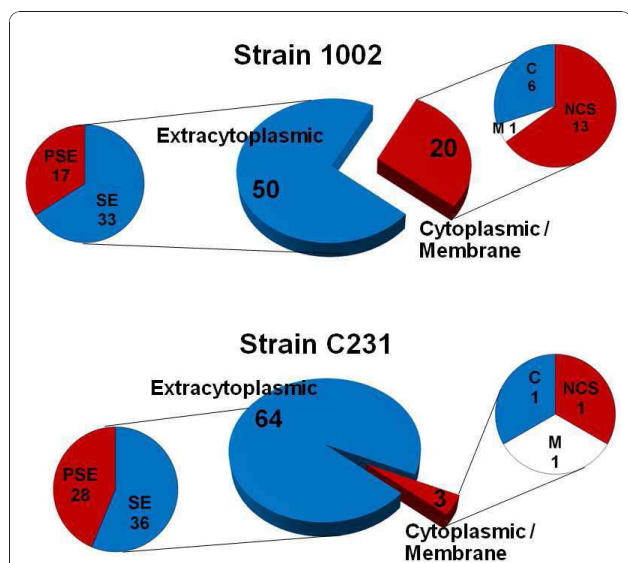 Strain 1002
Extracytoplasmic
50
20
Cytoplasmic /
Membrane
PSE
17
SE
33
C
6
M 1
NCS
13
Strain C231
Extracytoplasmic
64
3
Cytoplasmic /
Membrane
PSE
28
SE
36
C
1
NCS
1
M
1